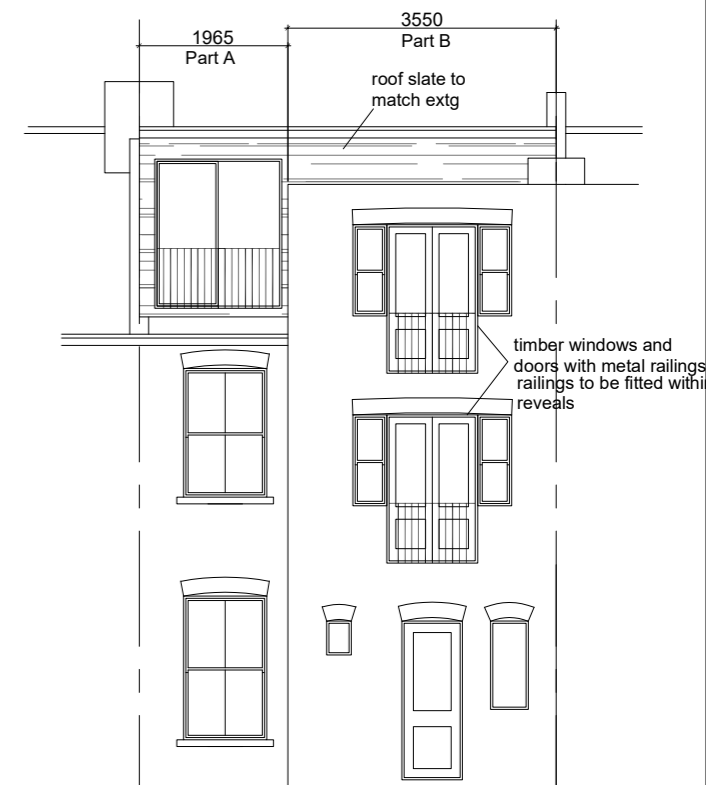 1965
Part A
3550
Part B
roof slate to
match extg
timber windows and
doors with metal railings
railings to be fitted within
reveals